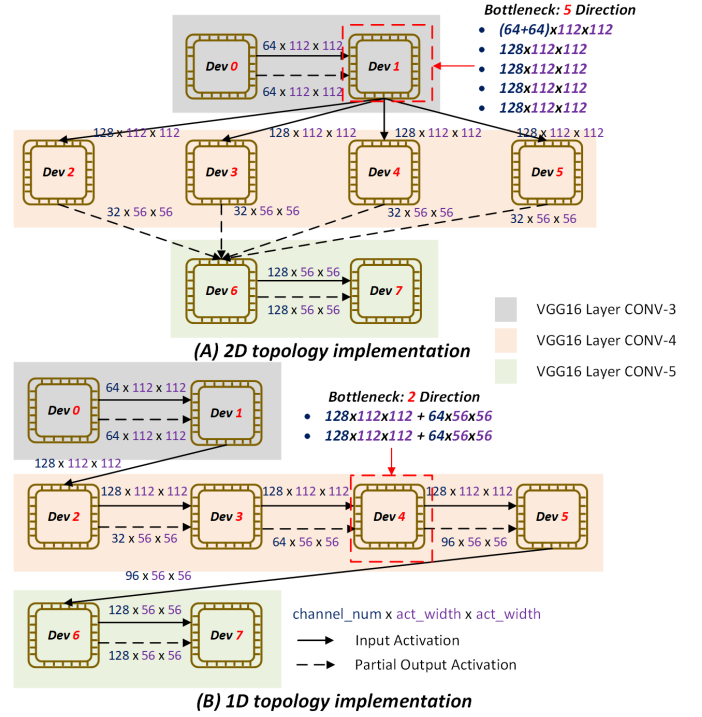 Bottleneck: 5 Direction
• (64+64)x112x112
• 128x112x112
• 128x112x112
• 128x112x112
• 128x112x112
64 x 112 x 112
Dev 0
Dev 1
64 x 112 x 112
128 x 112 x 112
128 x 112 x 112
128 x 112 x 112
128 x 112 x 112
Dev 2
Dev 3
Dev 4
Dev 5
32 x 56 x 56
32 x 56 x 56
32 x 56 x 56
32 x 56 x 56
128 x 56 x 56
Dev 6
Dev 7
128 x 56 x 56
(A) 2D topology implementation
VGG16 Layer CONV-3
VGG16 Layer CONV-4
VGG16 Layer CONV-5
64 x 112 x 112
Dev 0
Dev 1
64 x 112 x 112
Bottleneck: 2 Direction
• 128x112x112 + 64x56x56
• 128x112x112 + 64x56x56
128 x 112 x 112
128 x 112 x 112
128 x 112 x 112
128 x 112 x 112
Dev 2
Dev 3
Dev 4
Dev 5
32 x 56 x 56
64 x 56 x 56
96 x 56 x 56
96 x 56 x 56
128 x 56 x 56
Dev 6
Dev 7
128 x 56 x 56
channel_num x act_width x act_width
Input Activation
Partial Output Activation
(B) 1D topology implementation